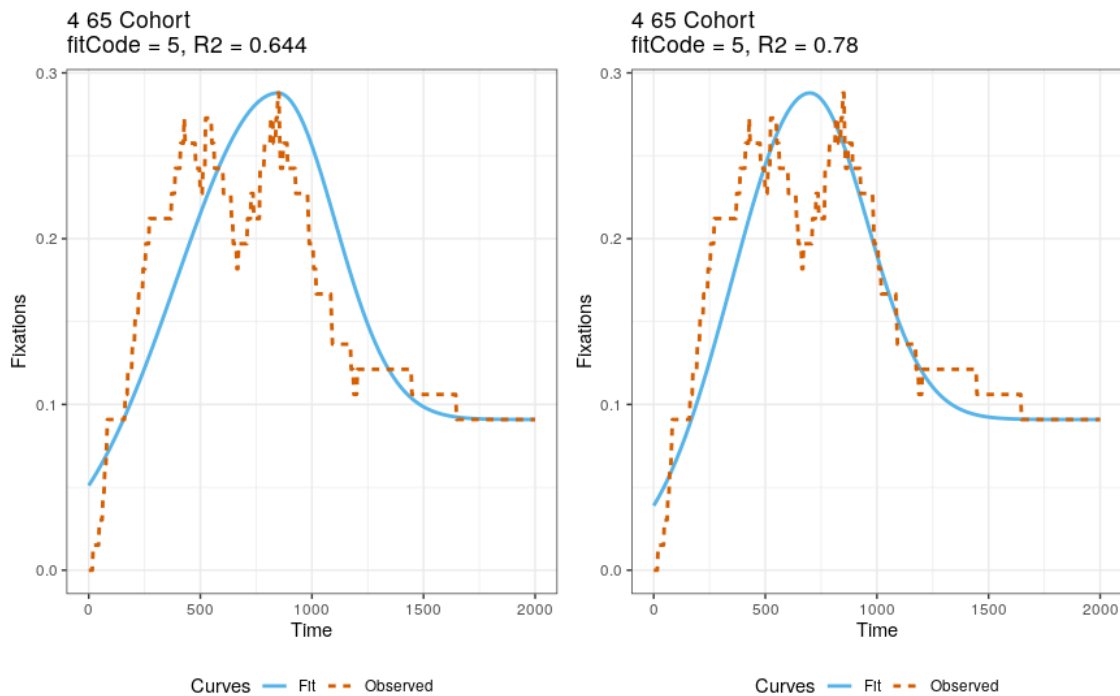 4 65 Cohort
fitCode = 5, R2 = 0.644
0.3
0.2
0.1
0.0
Fixations
0 500 1000 1500 2000
Time
Curves Fit Observed
4 65 Cohort
fitCode = 5, R2 = 0.78
0.3
0.2
0.1
0.0
Fixations
0 500 1000 1500 2000
Time
Curves Fit Observed